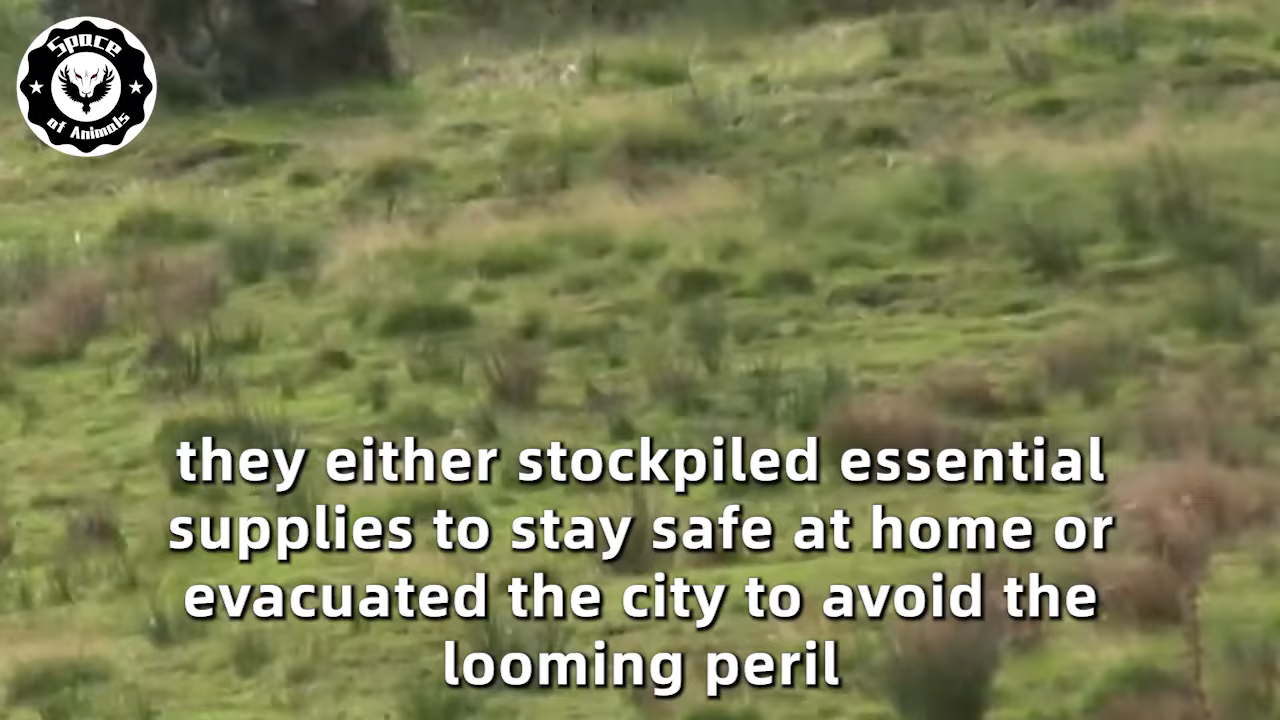 Space
of Animals
they either stockpiled essential
supplies to stay safe at home or
evacuated the city to avoid the
looming peril